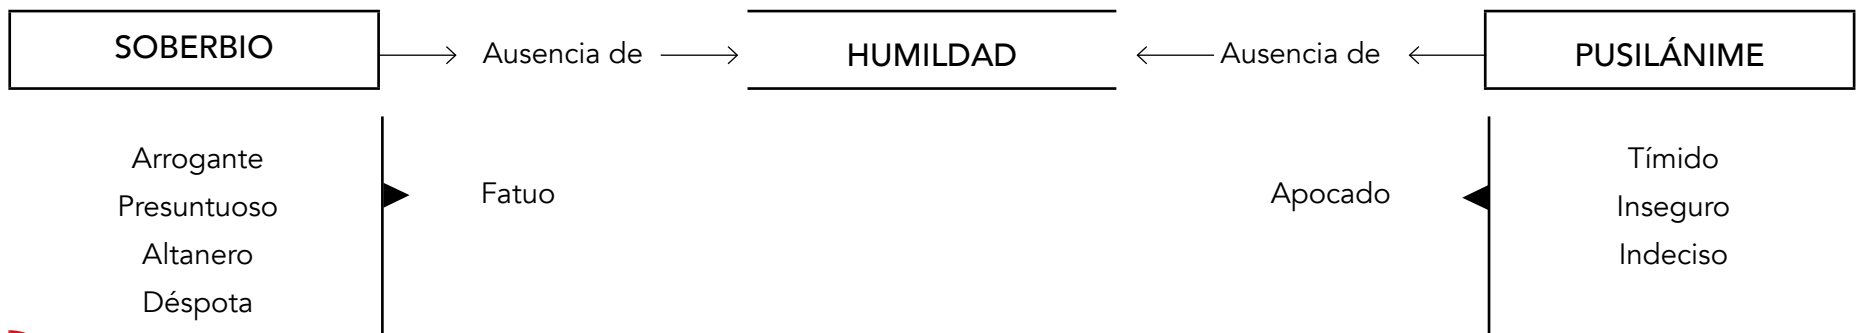 SOBERBIO Ausencia de HUMILDAD Ausencia de PUSILÁNIME
Arrogante
Presuntuoso
Altanero
Déspota
Fatuo
Apocado
Tímido
Inseguro
Indeciso